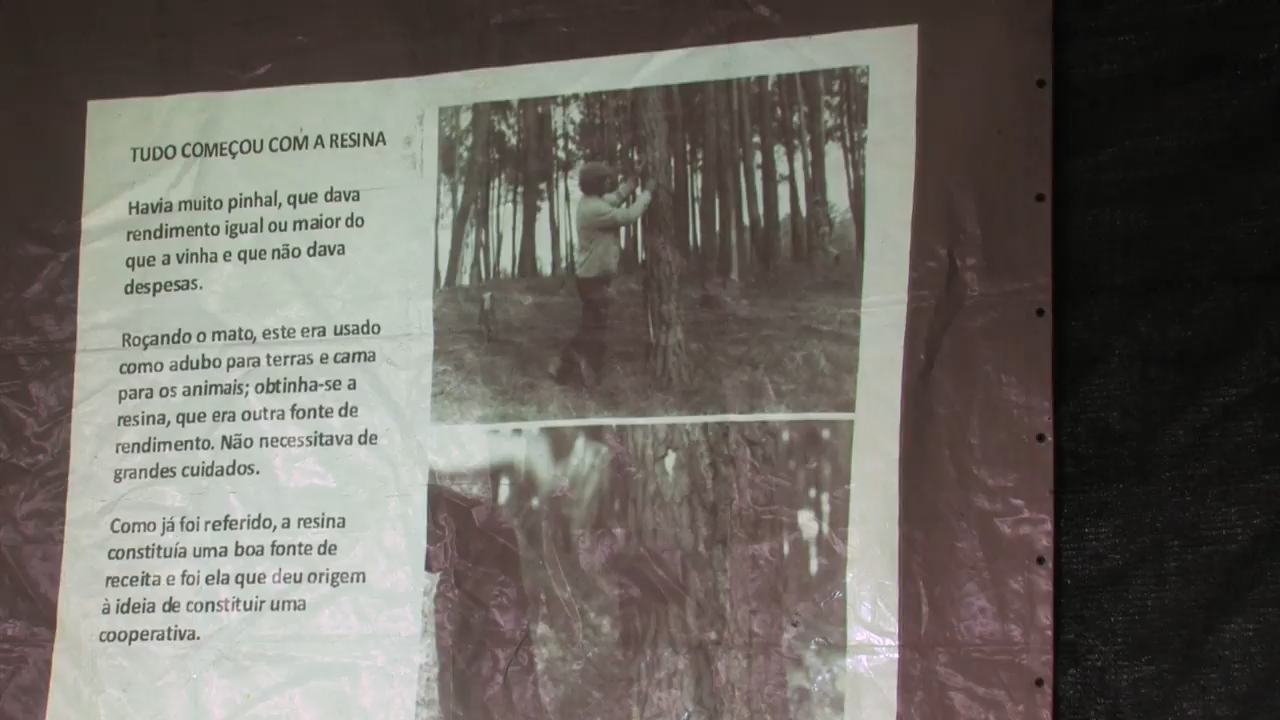 TUDO COMEÇOU COM A RESINA
Havia muito pinhal, que dava
rendimento igual ou maior do
que a vinha e que não dava
despesas.
Roçando o mato, este era usado
como adubo para terras e cama
para os animais; obtinha-se a
resina, que era outra fonte de
rendimento. Não necessitava de
grandes cuidados.
Como já foi referido, a resina
constituía uma boa fonte de
receita e foi ela que deu origem
à ideia de constituir uma
cooperativa.